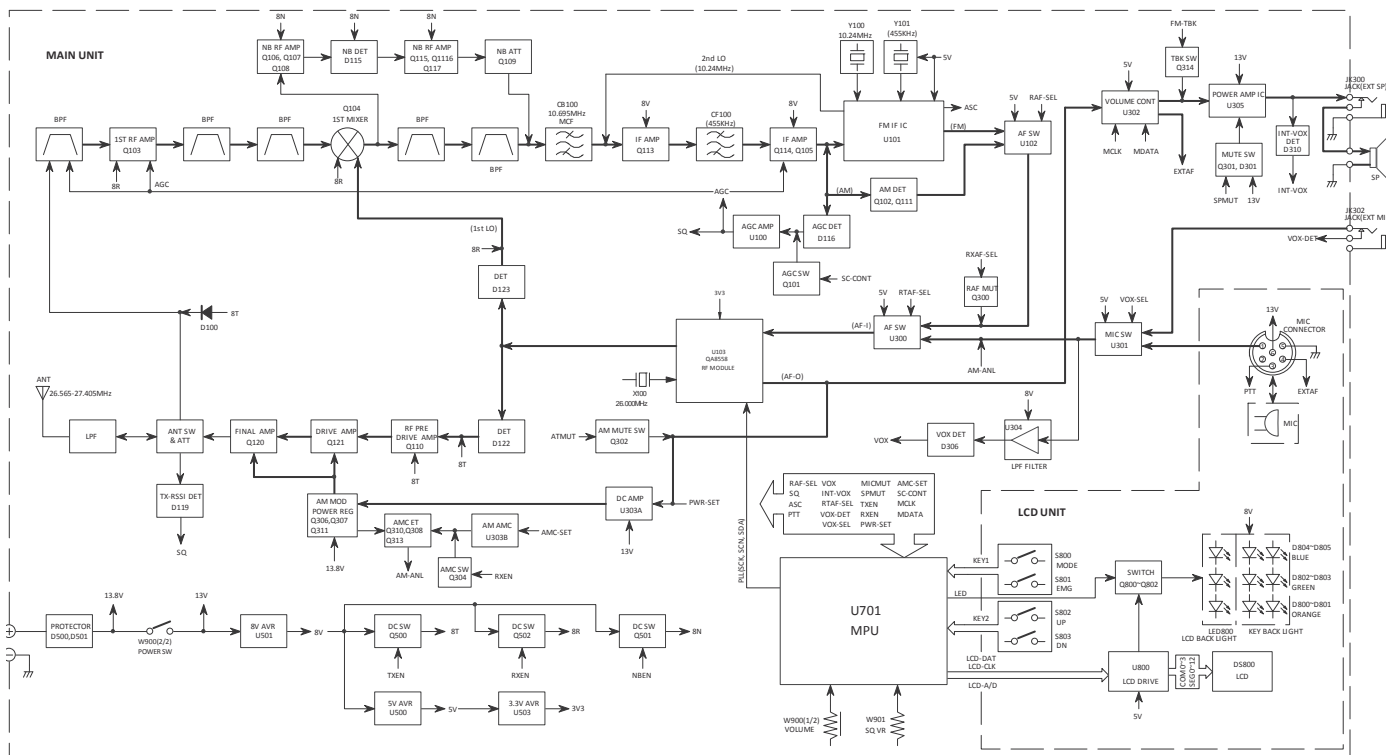 MAIN UNIT
8N
8N
8N
NB RF AMP
Q106, Q107
Q108
NB DET
D115
NB RF AMP
Q115, Q1116
Q117
NB ATT
Q109
2nd LO
(10.24MHz)
Y100
10.24MHz
Y101
(455KHz)
5V
ASC
FM-TBK
TBK SW
Q314
BPF
1ST RF AMP
Q103
8R
AGC
BPF
BPF
Q104
1ST MIXER
8R
BPF
BPF
CB100
10.695MHz
MCF
8V
IF AMP
Q113
CF100
(455KHz)
8V
IF AMP
Q114, Q105
FM IF IC
U101
(FM)
5V
RAF-SEL
AF SW
U102
5V
VOLUME CONT
U302
MCLK
MDATA
EXTAF
13V
POWER AMP IC
U305
MUTE SW
Q301, D301
SPMUT
13V
INT-VOX
DET
D310
INT-VOX
JK300
JACK(EXT SP)
SP
AGC
(AM)
AM DET
Q102, Q111
SQ
AGC AMP
U100
AGC DET
D116
AGC SW
Q101
SC-CONT
JK302
JACK(EXT MI
VOX-DET
(1st LO)
8R
DET
D123
RXAF-SEL
RAF MUT
Q300
D100
8T
3V3
U103
QA8558
RF MODULE
X100
26.000MHz
(AF-I)
(AF-O)
5V
RTAF-SEL
AF SW
U300
AM-ANL
5V
VOX-SEL
MIC SW
U301
13V
MIC
CONNECTOR
1
2
3
4
5
6
PTT
EXTAF
MIC
ANT
26.565-27.405MHz
LPF
ANT SW
& ATT
FINAL AMP
Q120
DRIVE AMP
Q121
RF PRE
DRIVE AMP
Q110
8T
8T
DET
D122
ATMUT
AM MUTE SW
Q302
VOX
VOX DET
D306
8V
U304
LPF FILTER
TX-RSSI DET
D119
SQ
AM MOD
POWER REG
Q306,Q307
Q311
13.8V
DC AMP
U303A
PWR-SET
13V
AMC ET
Q310,Q308
Q313
AM-ANL
AM AMC
U303B
AMC-SET
AMC SW
Q304
RXEN
PLL(SCK, SCN, SDA)
RAF-SEL VOX MICMUT AMC-SET
SQ INT-VOX SPMUT SC-CONT
ASC RTAF-SEL TXEN MCLK
PTT VOX-DET RXEN MDATA
VOX-SEL PWR-SET
LCD UNIT
U701
MPU
KEY1
S800
MODE
S801
EMG
LED
KEY2
S802
UP
S803
DN
LCD-DAT
LCD-CLK
LCD-A/D
SWITCH
Q800~Q802
8V
D804~D805
BLUE
D802~D803
GREEN
D800~D801
ORANGE
LED800
LCD BACK LIGHT
KEY BACK LIGHT
U800
LCD DRIVE
5V
COM0~3
SEG0~12
DS800
LCD
PROTECTOR
D500,D501
13.8V
W900(2/2)
POWER SW
13V
8V AVR
U501
8V
DC SW
Q500
8T
TXEN
DC SW
Q502
8R
RXEN
DC SW
Q501
8N
NBEN
5V AVR
U500
5V
3.3V AVR
U503
3V3
W900(1/2)
VOLUME
W901
SQ VR